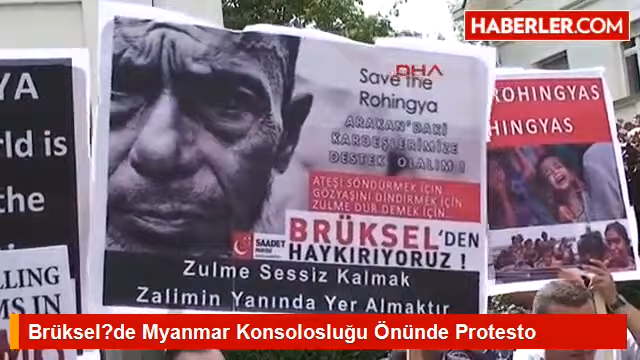 HABERLER.COM
YA
rld is
the
LLING
MS IN
DHA
Save the
Rohingya
ARAKAN'DAKİ
KARDEŞLERİMİZE
DESTEK OLALIM !
ATEŞİ SÖNDÜRMEK İÇİN,
GÖZYAŞINI DİNDİRMEK İÇİN,
ZULME DUR DEMEK İÇİN,
SAADET
PARTİSİ
BRÜKSEL'DEN
HAYKIRIYORUZ !
Zulme Sessiz Kalmak
Zalimin Yanında Yer Almaktır
ROHINGYAS
HINGYAS
Brüksel?de Myanmar Konsolosluğu Önünde Protesto